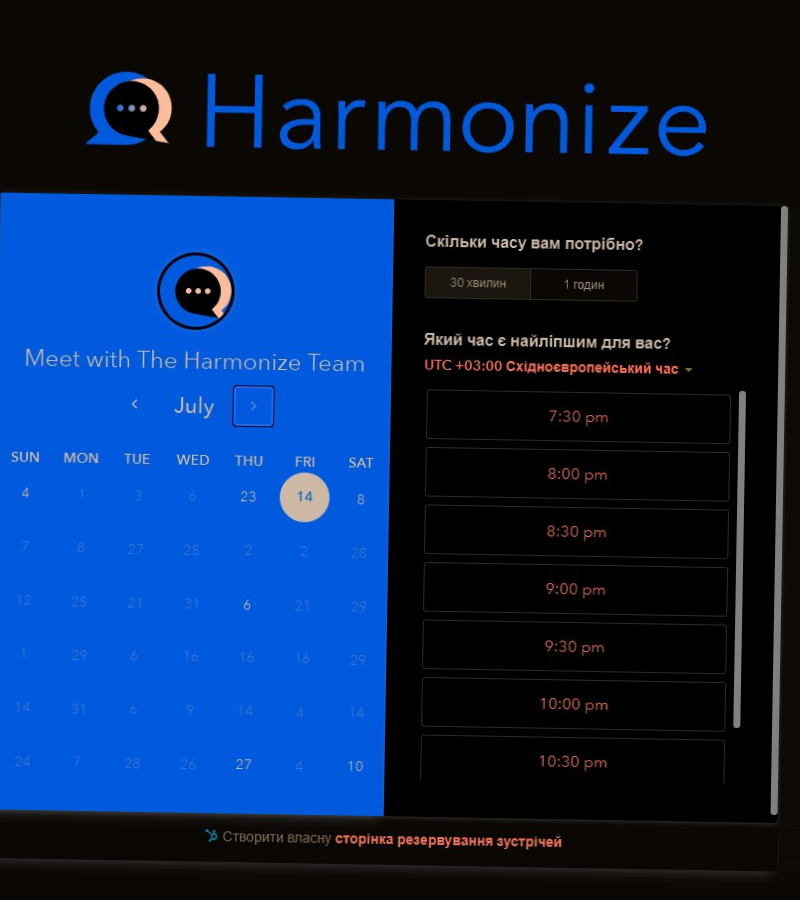 Harmonize
Meet with The Harmonize Team
July
SUN MON TUE WED THU FRI SAT
4 1 3 6 23 14 8
7 8 27 25 2 2 28
12 25 21 31 6 21 29
1 29 6 16 16 16 29
14 31 6 9 14 4 14
24 7 28 26 27 4 10
Скільки часу вам потрібно?
30 хвилин 1 годин
Який час є найліпшим для вас?
UTC +03:00 Східноєвропейський час
7:30 pm
8:00 pm
8:30 pm
9:00 pm
9:30 pm
10:00 pm
10:30 pm
Створити власну сторінка резервування зустрічей